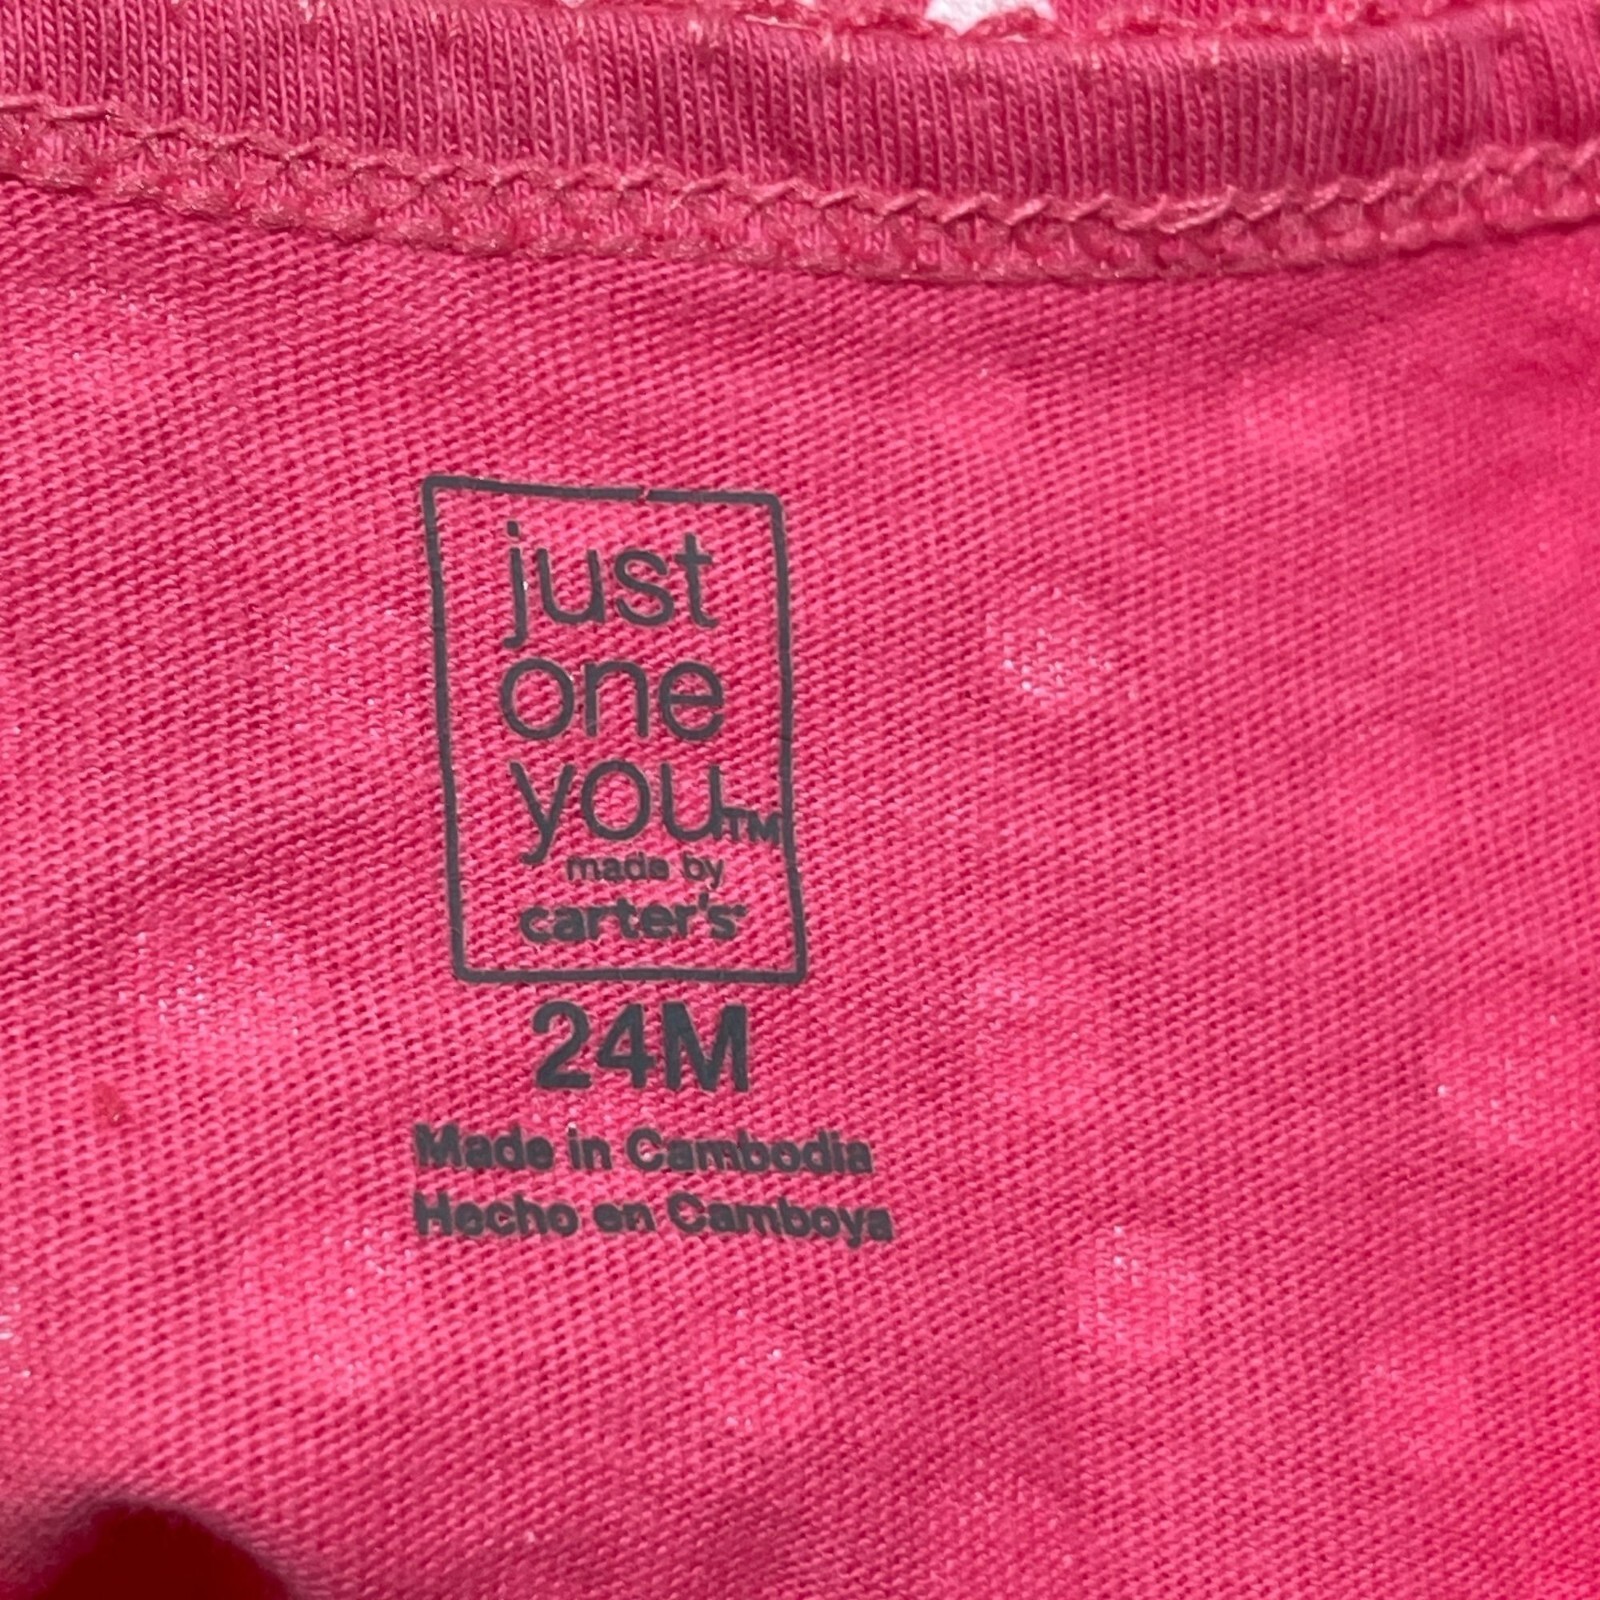 just
one
you™
made by
carter's
24M
Made in Cambodia
Hecho en Camboya